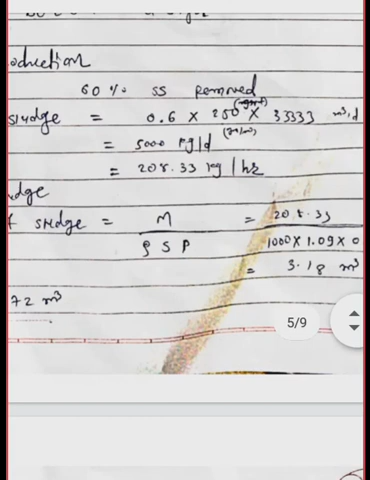 oduction
60 % SS removed
sludge = 0.6 × 250 (mg/l) × 33333 m³/d
= 5000 kg/d
= 208.33 kg / hr
udge
f sludge = M / ρ S P = 208.33 / 1000 × 1.09 × 0
= 3.18 m³
72 m³
5/9